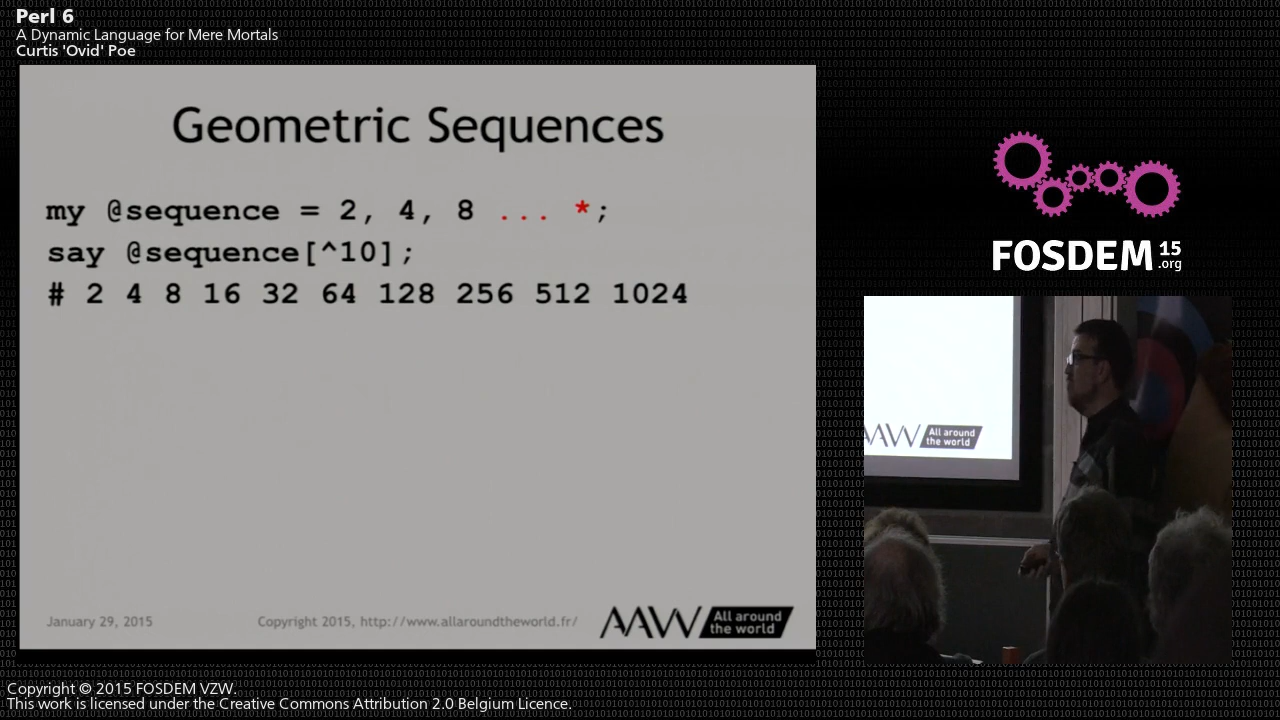 Perl 6
A Dynamic Language for Mere Mortals
Curtis 'Ovid' Poe
Geometric Sequences
my @sequence = 2, 4, 8 ... *;
say @sequence[^10];
# 2 4 8 16 32 64 128 256 512 1024
January 29, 2015
Copyright 2015, http://www.allaroundtheworld.fr/
AAW
All around
the world
FOSDEM 15
.org
AAW
All around
the world
Copyright © 2015 FOSDEM VZW.
This work is licensed under the Creative Commons Attribution 2.0 Belgium Licence.